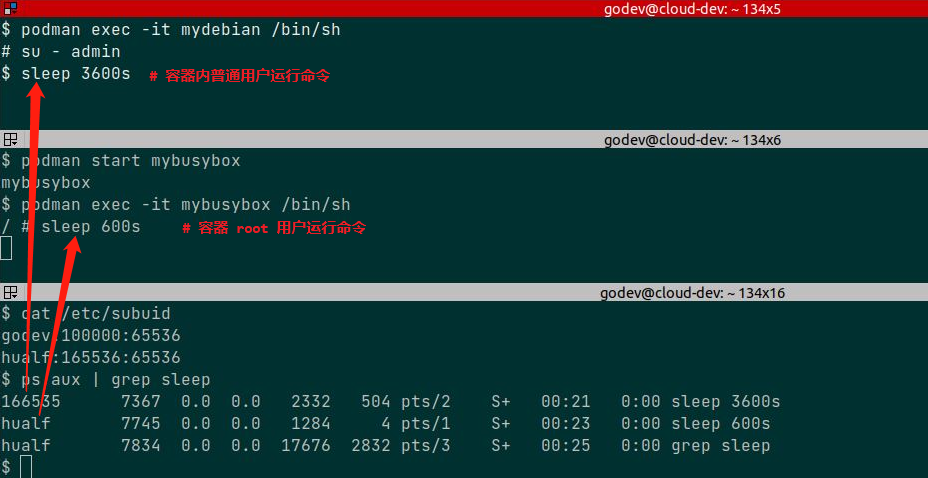 godev@cloud-dev: ~ 134x5
$ podman exec -it mydebian /bin/sh
# su - admin
$ sleep 3600s # 容器内普通用户运行命令
godev@cloud-dev: ~ 134x6
$ podman start mybusybox
mybusybox
$ podman exec -it mybusybox /bin/sh
/ # sleep 600s # 容器 root 用户运行命令
godev@cloud-dev: ~ 134x16
$ cat /etc/subuid
godev:100000:65536
hualf:165536:65536
$ ps aux | grep sleep
166535 7367 0.0 0.0 2332 504 pts/2 S+ 00:21 0:00 sleep 3600s
hualf 7745 0.0 0.0 1284 4 pts/1 S+ 00:23 0:00 sleep 600s
hualf 7834 0.0 0.0 17676 2832 pts/3 S+ 00:25 0:00 grep sleep
$